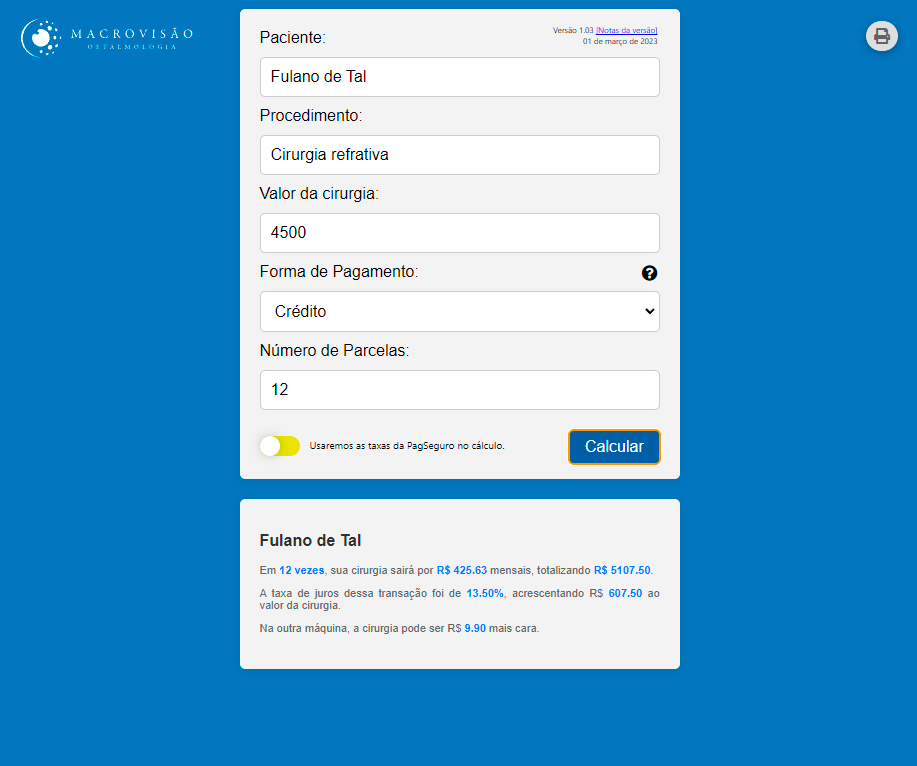 MACROVISÃO
OFTALMOLOGIA
Paciente:
Versão 1.03 [Notas da versão]
01 de março de 2023
Fulano de Tal
Procedimento:
Cirurgia refrativa
Valor da cirurgia:
4500
Forma de Pagamento:
?
Crédito
Número de Parcelas:
12
Usaremos as taxas da PagSeguro no cálculo.
Calcular
Fulano de Tal
Em 12 vezes, sua cirurgia sairá por R$ 425.63 mensais, totalizando R$ 5107.50.
A taxa de juros dessa transação foi de 13.50%, acrescentando R$ 607.50 ao
valor da cirurgia.
Na outra máquina, a cirurgia pode ser R$ 9.90 mais cara.